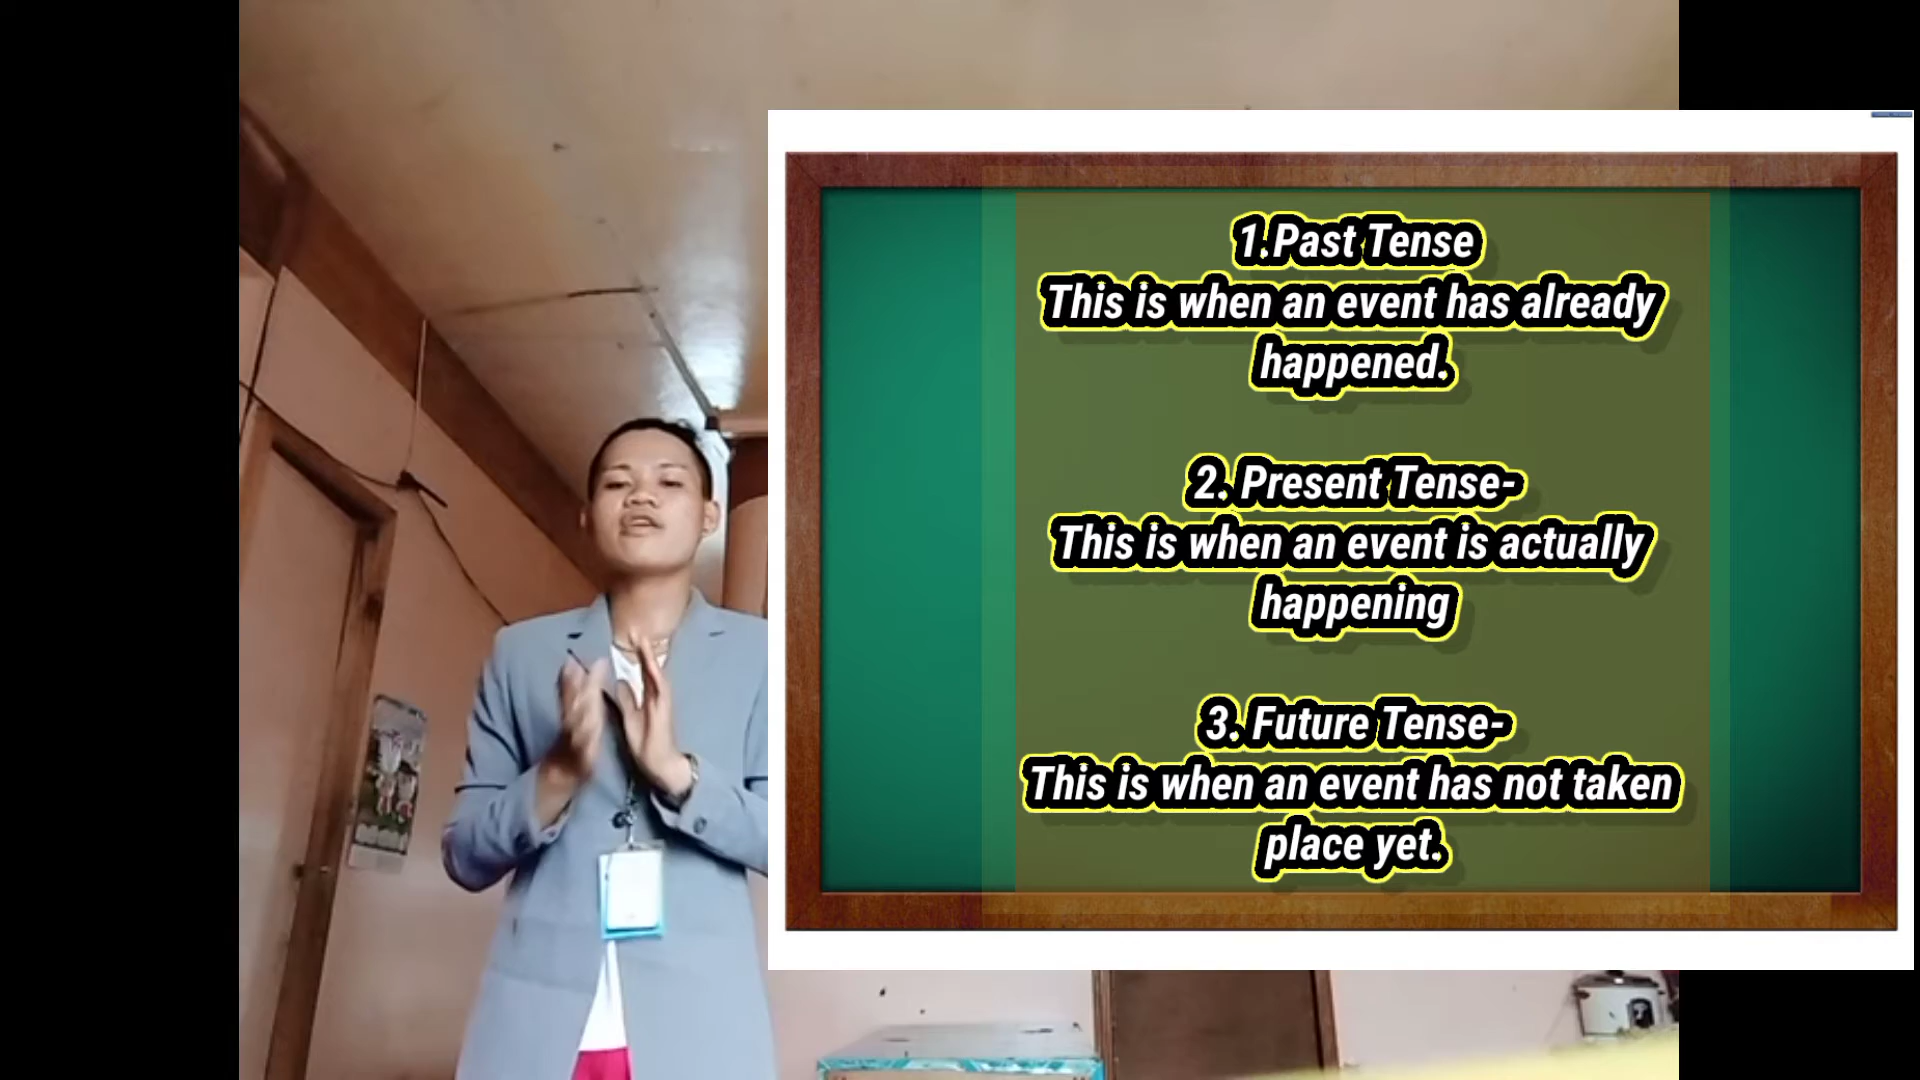 1.Past Tense
This is when an event has already
happened.
2. Present Tense-
This is when an event is actually
happening
3. Future Tense-
This is when an event has not taken
place yet.